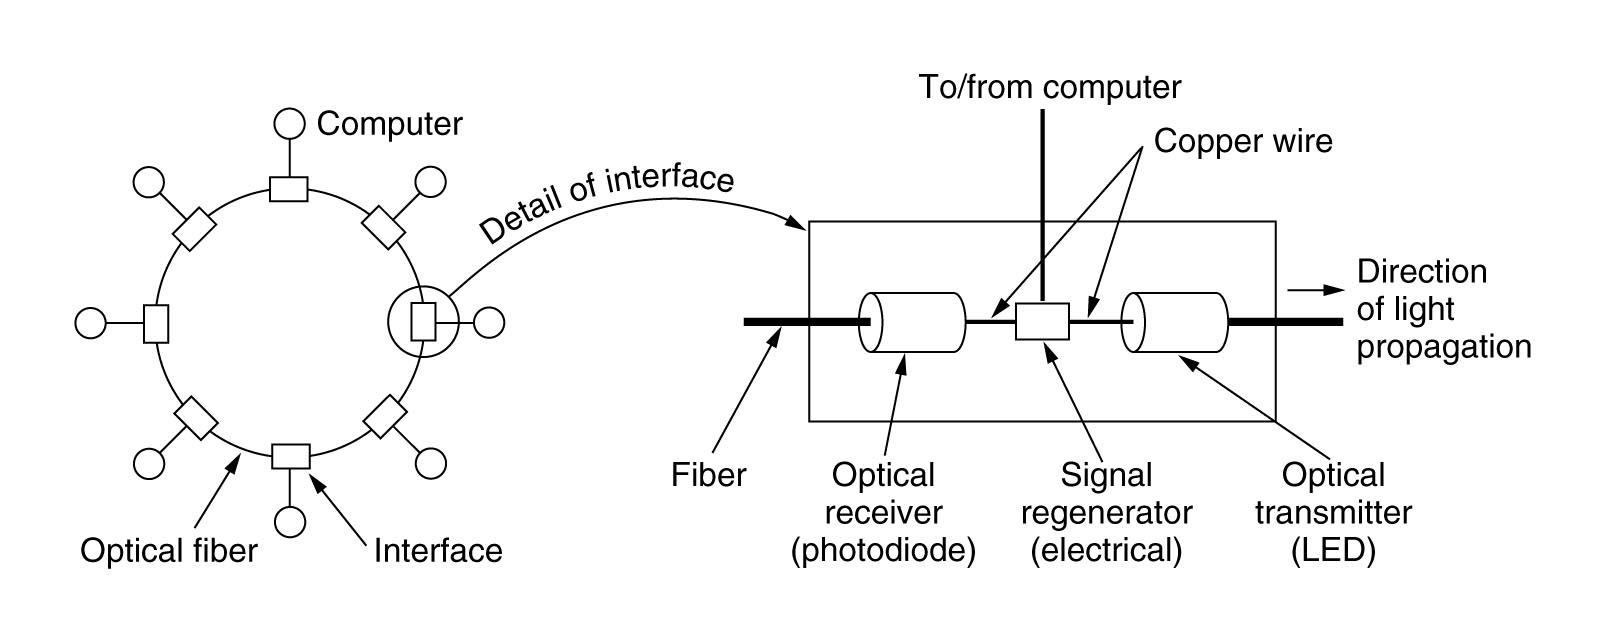 To/from computer
Computer
Copper wire
Detail of interface
Direction
of light
propagation
Fiber
Optical
receiver
(photodiode)
Signal
regenerator
(electrical)
Optical
transmitter
(LED)
Optical fiber
Interface